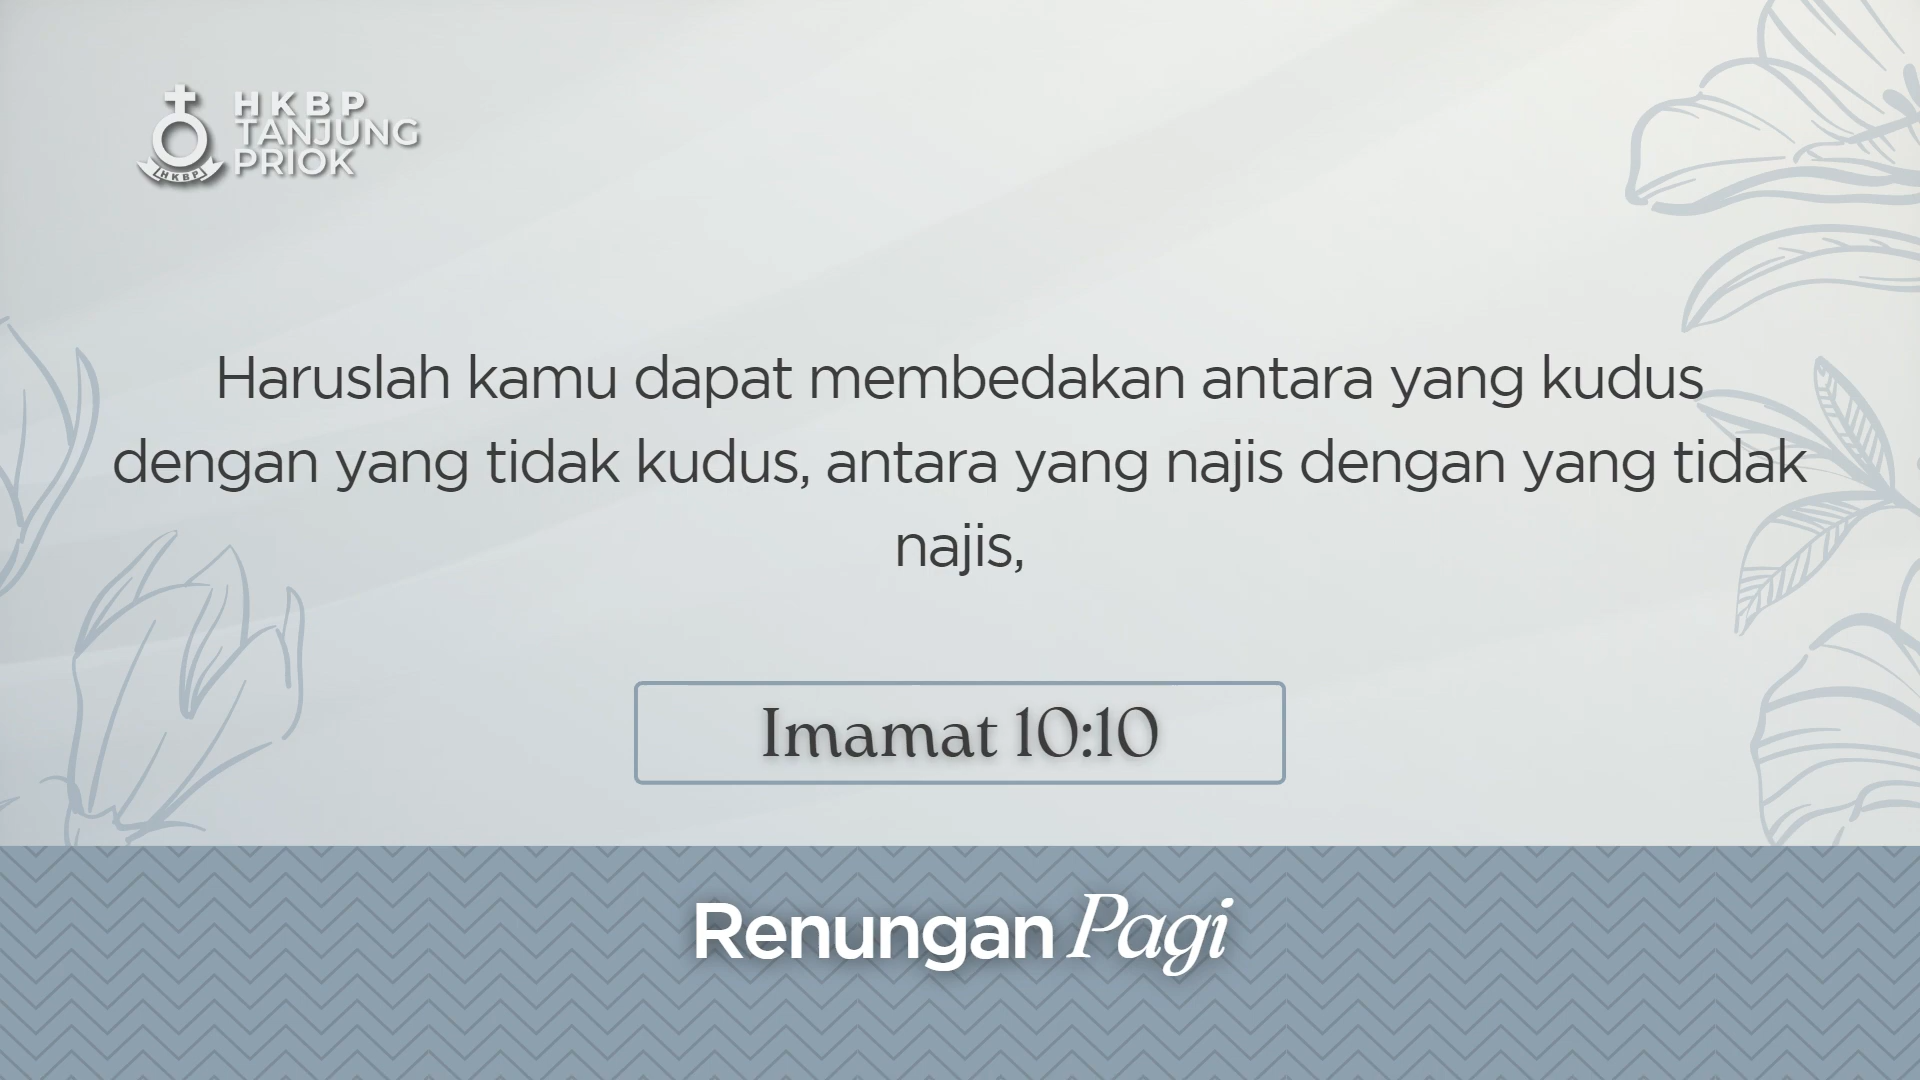 HKBP
TANJUNG
PRIOK
HKBP
Haruslah kamu dapat membedakan antara yang kudus
dengan yang tidak kudus, antara yang najis dengan yang tidak
najis,
Imamat 10:10
Renungan Pagi